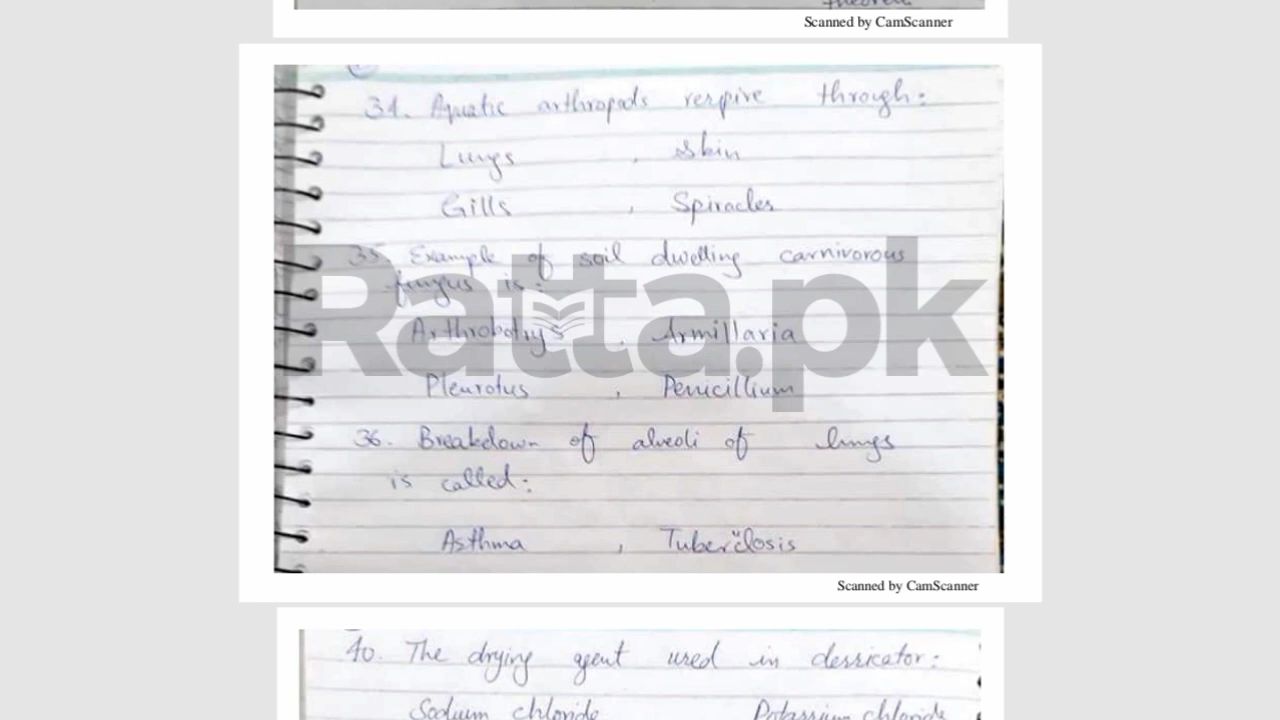 Scanned by CamScanner
34. Aquatic arthropods respire through:
Lungs , Skin
Gills , Spiracles
35. Example of soil dwelling carnivorous
fungus is:
Arthrobotrys , Armillaria
Pleurotus , Penicillium
36. Breakdown of alveoli of lungs
is called:
Asthma , Tuberclosis
Ratta.pk
Scanned by CamScanner
40. The drying agent used in dessicator:
Sodium chloride Potassium chloride